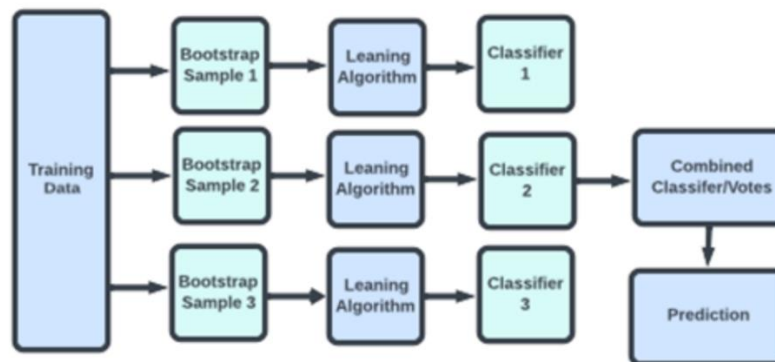 Bootstrap
Sample 1
Leaning
Algorithm
Classifier
1
Training
Data
Bootstrap
Sample 2
Leaning
Algorithm
Classifier
2
Combined
Classifer/Votes
Bootstrap
Sample 3
Leaning
Algorithm
Classifier
3
Prediction